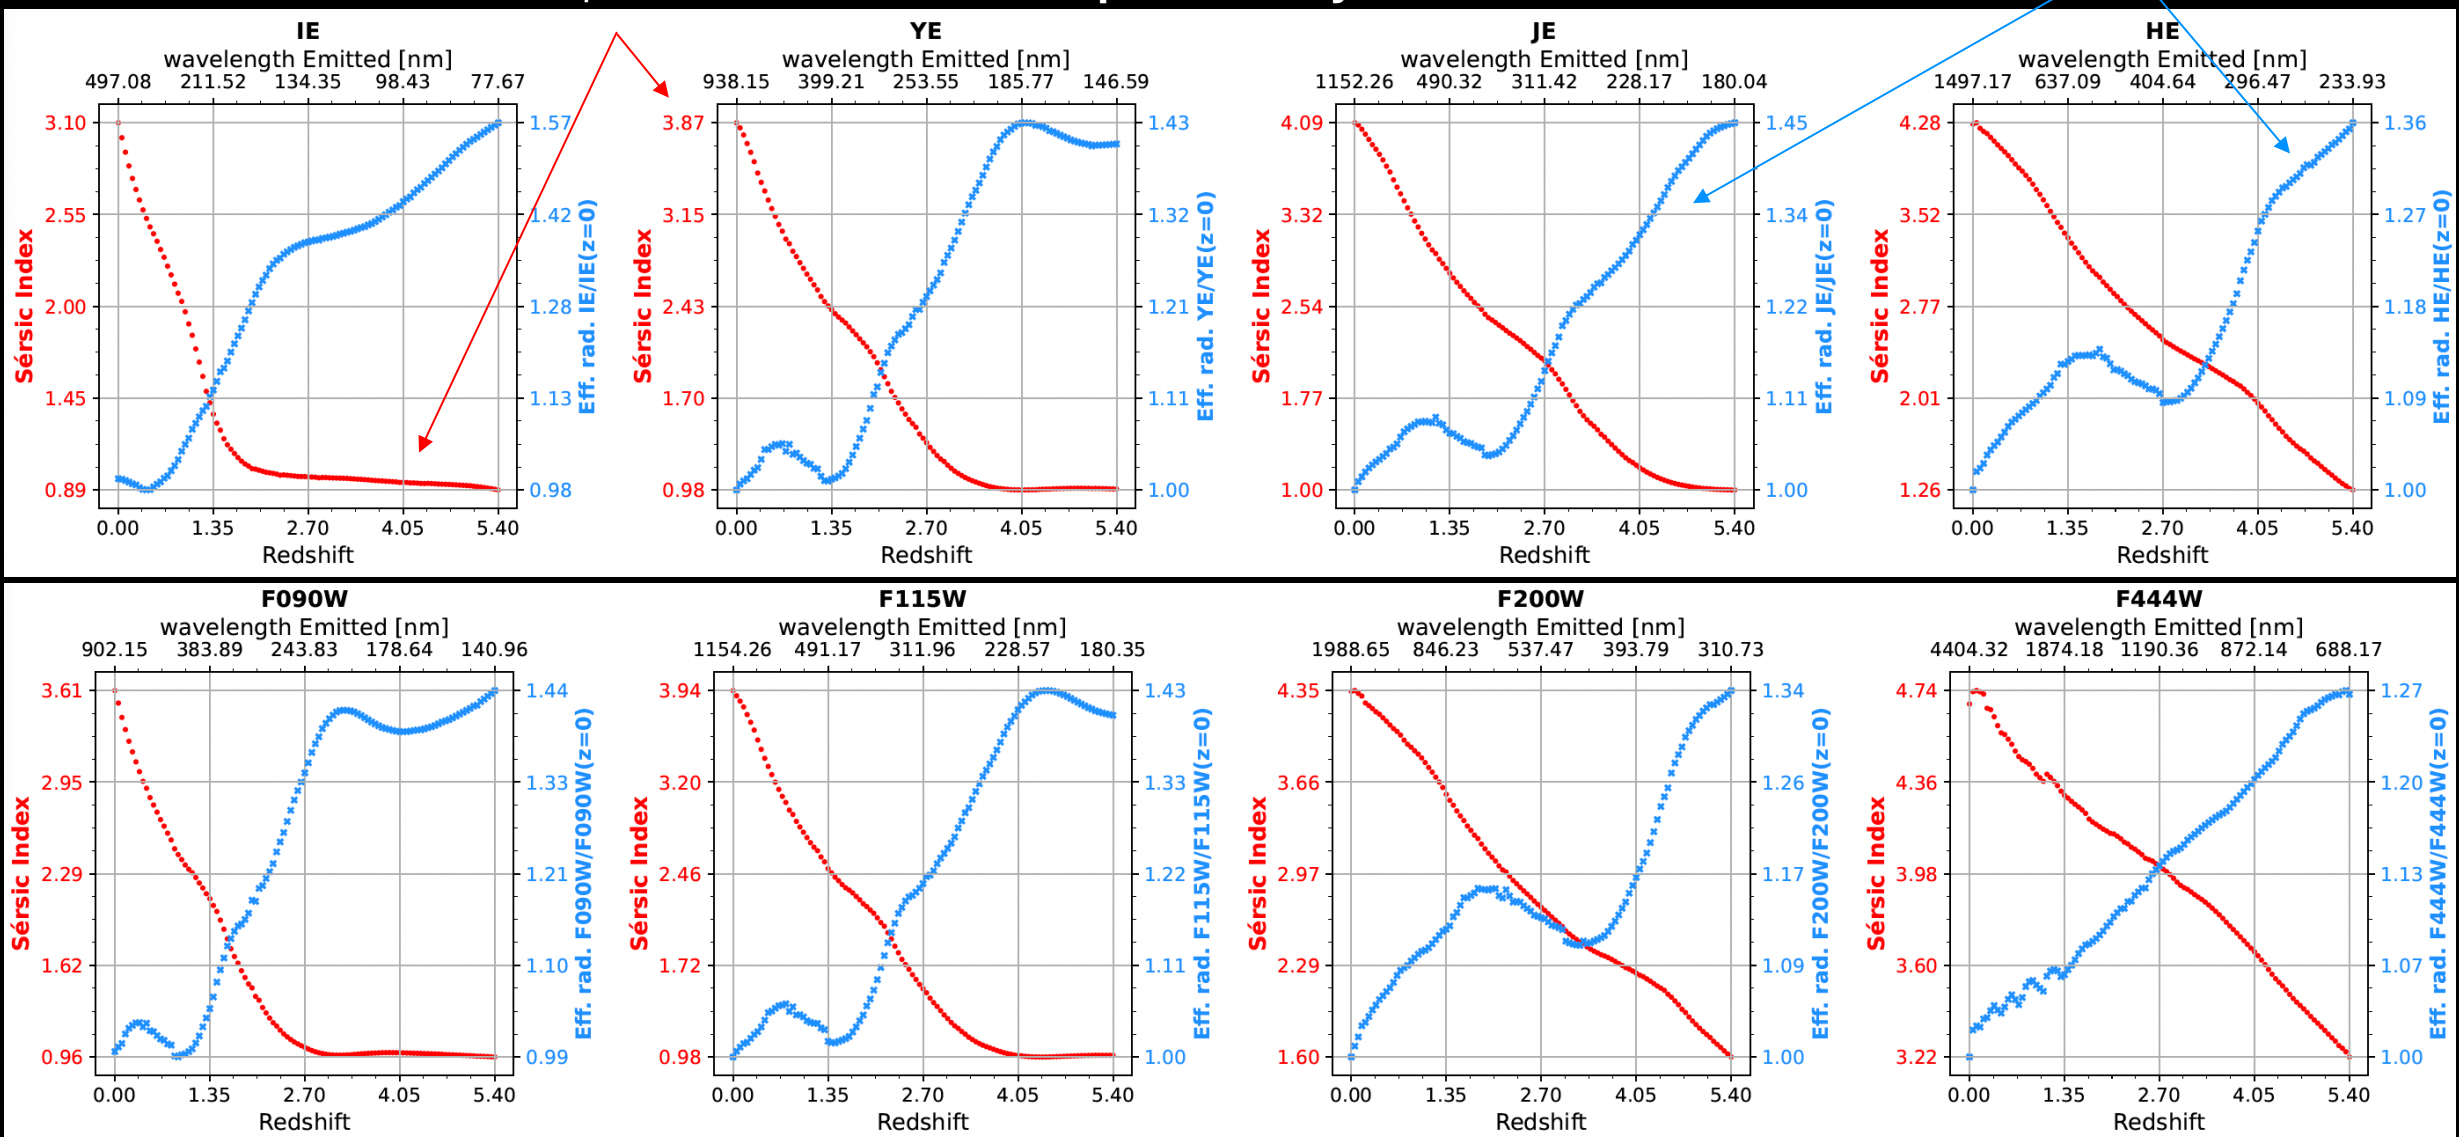 IE
wavelength Emitted [nm]
497.08 211.52 134.35 98.43 77.67
3.10
2.55
2.00
1.45
0.89
Sérsic Index
1.57
1.42
1.28
1.13
0.98
Eff. rad. IE/IE(z=0)
0.00 1.35 2.70 4.05 5.40
Redshift
YE
wavelength Emitted [nm]
938.15 399.21 253.55 185.77 146.59
3.87
3.15
2.43
1.70
0.98
Sérsic Index
1.43
1.32
1.21
1.11
1.00
Eff. rad. YE/YE(z=0)
0.00 1.35 2.70 4.05 5.40
Redshift
JE
wavelength Emitted [nm]
1152.26 490.32 311.42 228.17 180.04
4.09
3.32
2.54
1.77
1.00
Sérsic Index
1.45
1.34
1.22
1.11
1.00
Eff. rad. JE/JE(z=0)
0.00 1.35 2.70 4.05 5.40
Redshift
HE
wavelength Emitted [nm]
1497.17 637.09 404.64 296.47 233.93
4.28
3.52
2.77
2.01
1.26
Sérsic Index
1.36
1.27
1.18
1.09
1.00
Eff. rad. HE/HE(z=0)
0.00 1.35 2.70 4.05 5.40
Redshift
F090W
wavelength Emitted [nm]
902.15 383.89 243.83 178.64 140.96
3.61
2.95
2.29
1.62
0.96
Sérsic Index
1.44
1.33
1.21
1.10
0.99
Eff. rad. F090W/F090W(z=0)
0.00 1.35 2.70 4.05 5.40
Redshift
F115W
wavelength Emitted [nm]
1154.26 491.17 311.96 228.57 180.35
3.94
3.20
2.46
1.72
0.98
Sérsic Index
1.43
1.33
1.22
1.11
1.00
Eff. rad. F115W/F115W(z=0)
0.00 1.35 2.70 4.05 5.40
Redshift
F200W
wavelength Emitted [nm]
1988.65 846.23 537.47 393.79 310.73
4.35
3.66
2.97
2.29
1.60
Sérsic Index
1.34
1.26
1.17
1.09
1.00
Eff. rad. F200W/F200W(z=0)
0.00 1.35 2.70 4.05 5.40
Redshift
F444W
wavelength Emitted [nm]
4404.32 1874.18 1190.36 872.14 688.17
4.74
4.36
3.98
3.60
3.22
Sérsic Index
1.27
1.20
1.13
1.07
1.00
Eff. rad. F444W/F444W(z=0)
0.00 1.35 2.70 4.05 5.40
Redshift